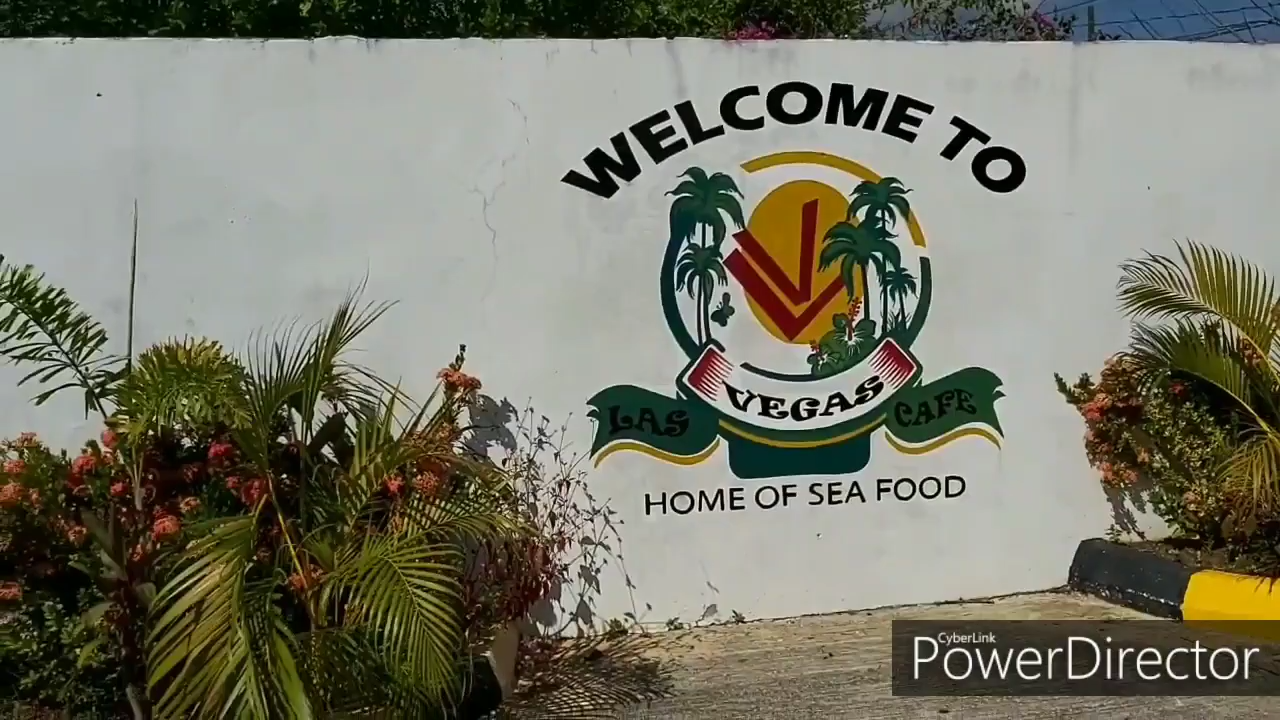 WELCOME TO
V
LAS VEGAS CAFE
HOME OF SEA FOOD
CyberLink
PowerDirector